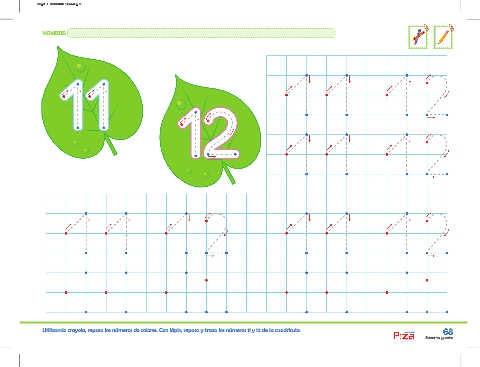 NOMBRE:
11
12
Utilizando crayola, repasa los números de colores. Con lápiz, repasa y traza los números 11 y 12 de la cuadrícula.
Pizá
68